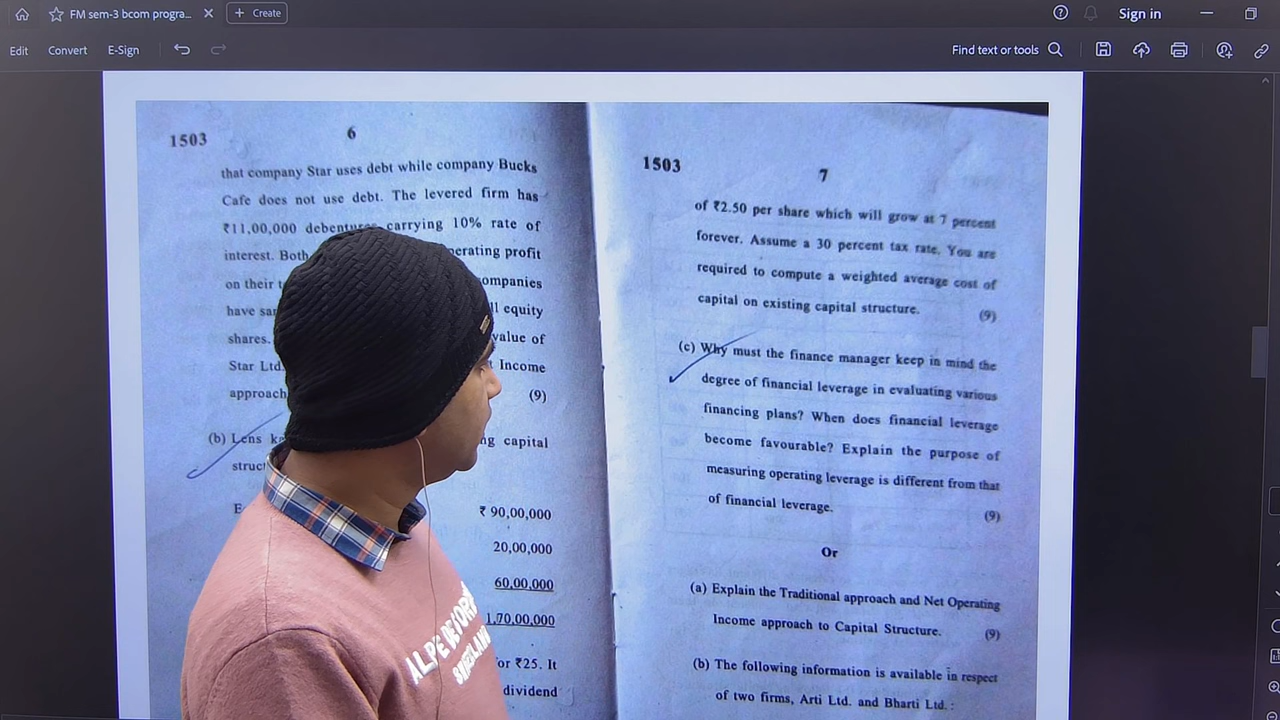 FM sem-3 bcom progra...
Create
Sign in
Edit
Convert
E-Sign
Find text or tools
1503
6
that company Star uses debt while company Bucks
Cafe does not use debt. The levered firm has
₹11,00,000 debentures carrying 10% rate of
interest. Both
perating profit
on their
ompanies
have
equity
shares.
value of
Star Ltd
Income
approach
(9)
(b) Lens
ng capital
struct
₹ 90,00,000
20,00,000
60,00,000
1,70,00,000
for ₹25. It
dividend
ALP DE
1503
7
of ₹2.50 per share which will grow at 7 percent
forever. Assume a 30 percent tax rate. You are
required to compute a weighted average cost of
capital on existing capital structure.
(9)
(c) Why must the finance manager keep in mind the
degree of financial leverage in evaluating various
financing plans? When does financial leverage
become favourable? Explain the purpose of
measuring operating leverage is different from that
of financial leverage.
(9)
Or
(a) Explain the Traditional approach and Net Operating
Income approach to Capital Structure.
(9)
(b) The following information is available in respect
of two firms, Arti Ltd. and Bharti Ltd. :